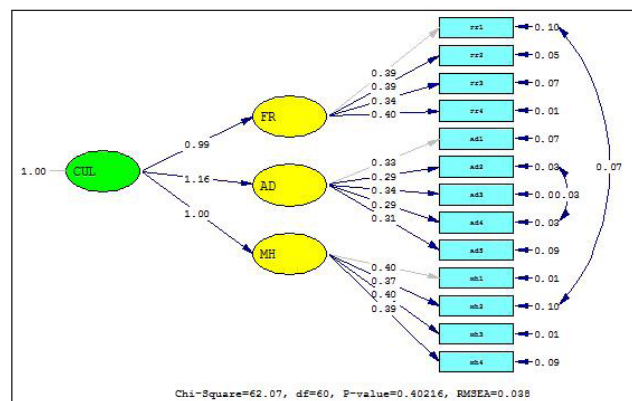 rr1 0.10
rr2 0.05
0.39
0.39
rr3 0.07
0.34
FR
0.40
rr4 0.01
0.99
ad1 0.07
0.33
ad2 0.03
0.07
0.29
1.00 CUL
1.16
AD
0.34
ad3 0.00.03
0.29
ad4 0.03
0.31
1.00
ad5 0.09
MH
0.40
mh1 0.01
0.37
mh2 0.10
0.40
0.39
mh3 0.01
mh4 0.09
Chi-Square=62.07, df=60, P-value=0.40216, RMSEA=0.038